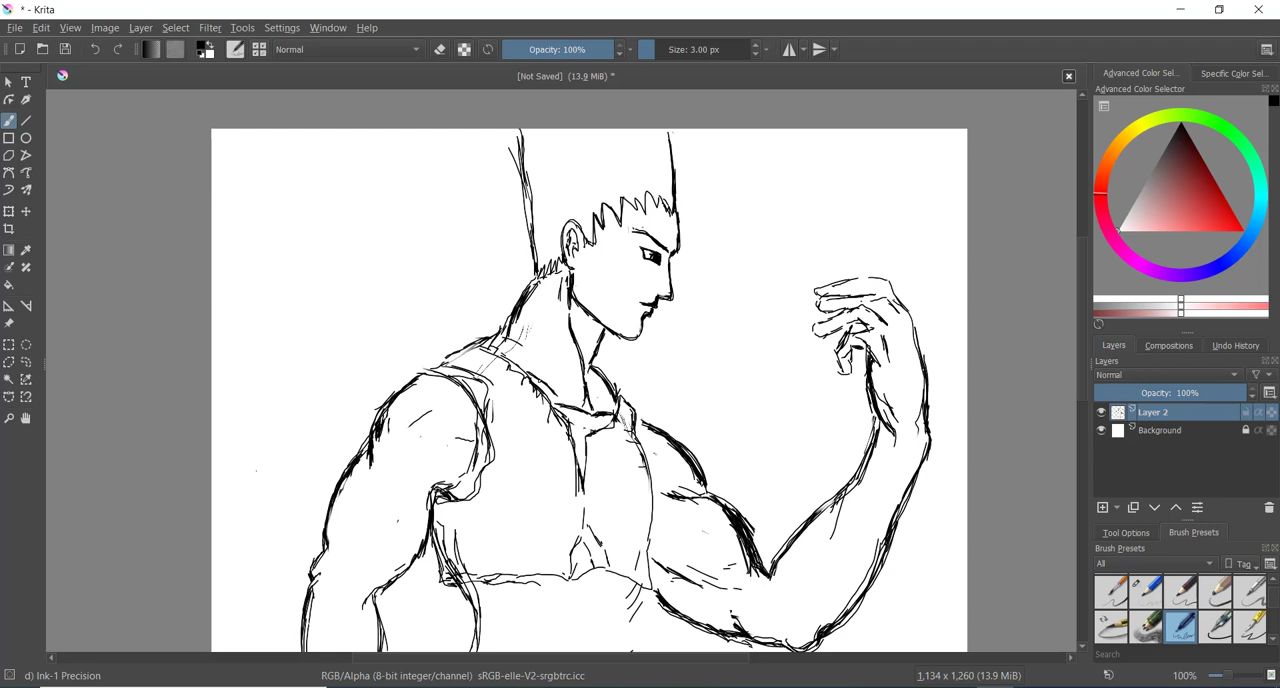 * - Krita
File Edit View Image Layer Select Filter Tools Settings Window Help
Normal Opacity: 100% Size: 3.00 px
[Not Saved] (13.9 MiB) *
Advanced Color Sel... Specific Color Sel...
Advanced Color Selector
Layers Compositions Undo History
Layers
Normal
Opacity: 100%
Layer 2
Background
Tool Options Brush Presets
Brush Presets
All Tag
Search
d) Ink-1 Precision RGB/Alpha (8-bit integer/channel) sRGB-elle-V2-srgbtrc.icc 1,134 x 1,260 (13.9 MiB) 100%